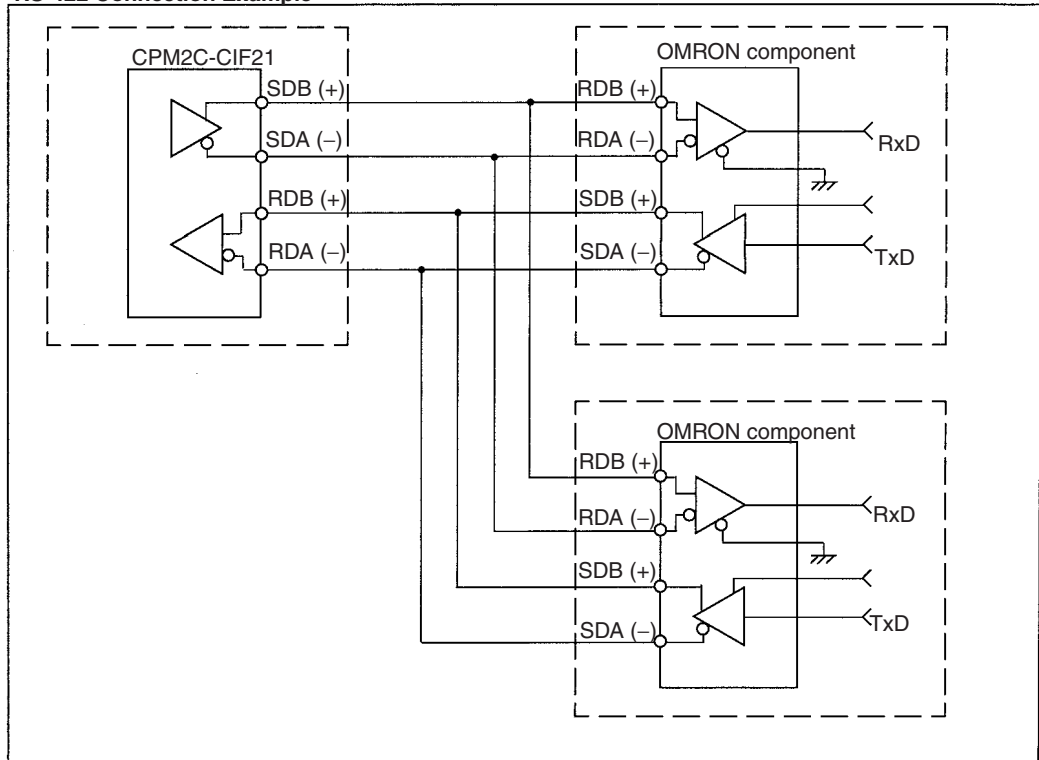 RS-422 Connection Example
CPM2C-CIF21
SDB (+)
SDA (–)
RDB (+)
RDA (–)
OMRON component
RDB (+)
RDA (–)
SDB (+)
SDA (–)
RxD
TxD
OMRON component
RDB (+)
RDA (–)
SDB (+)
SDA (–)
RxD
TxD